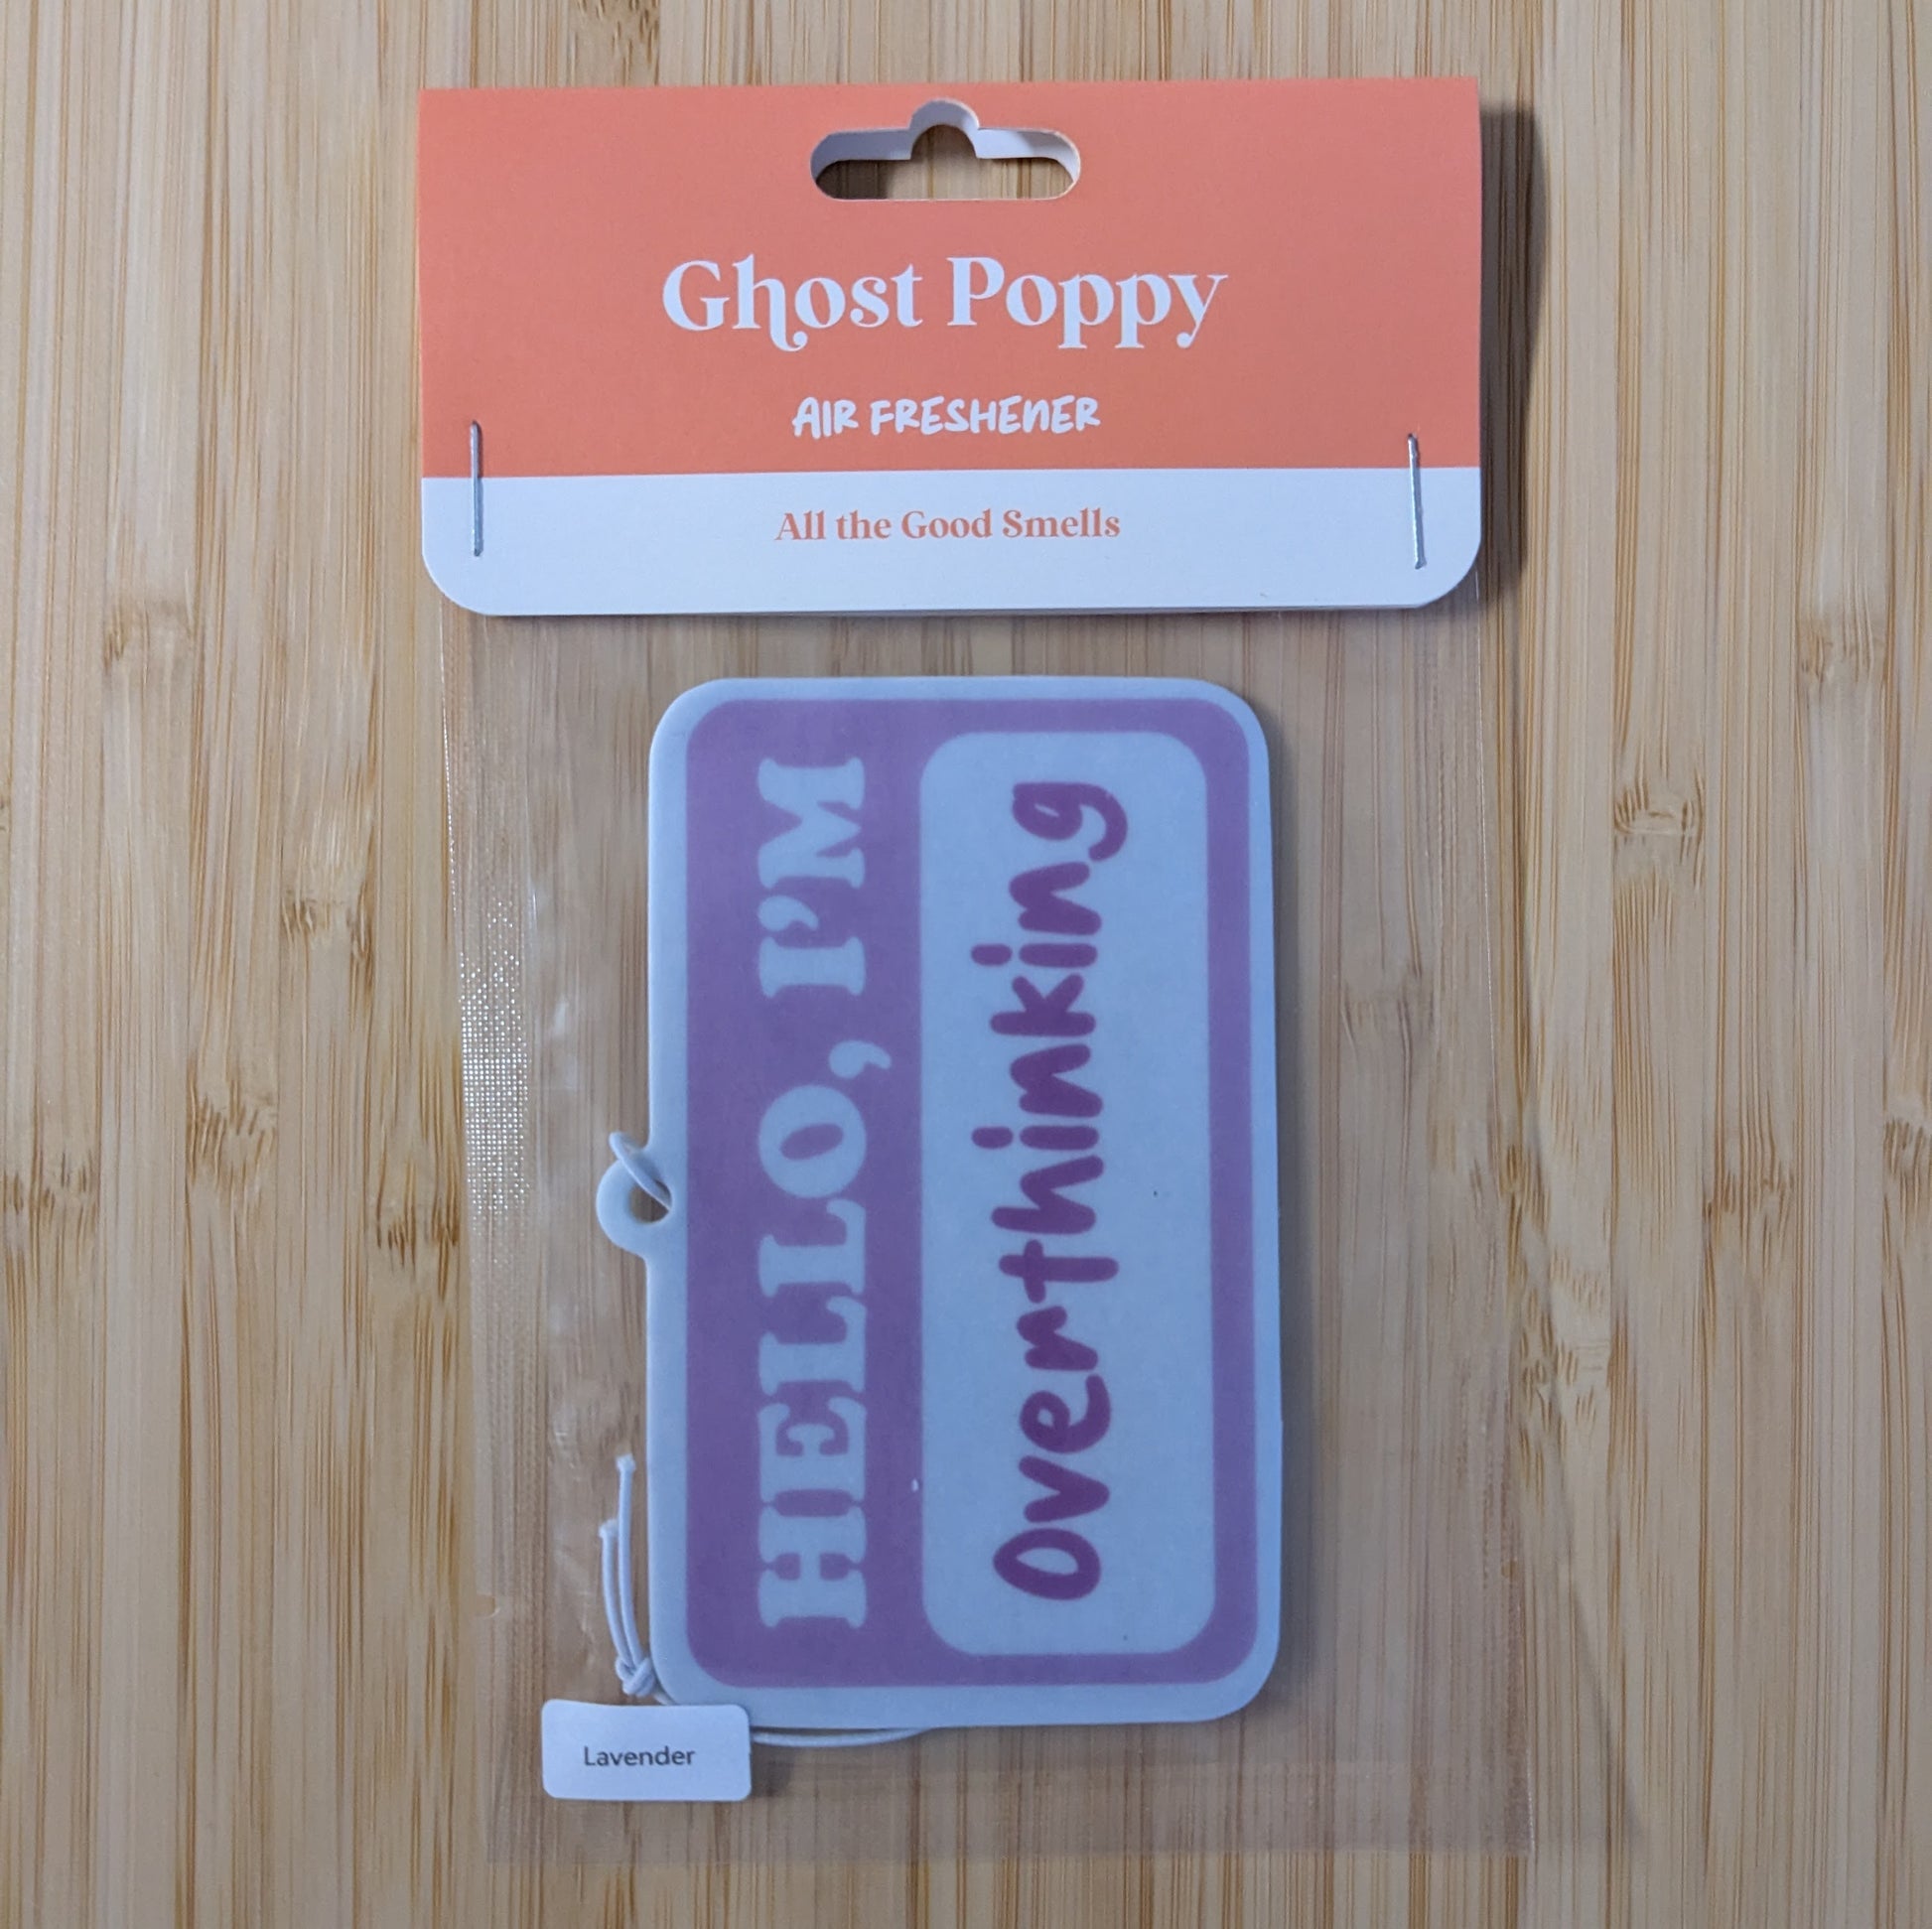 Ghost Poppy
AIR FRESHENER
All the Good Smells
HELLO, I'M
Overthinking
Lavender